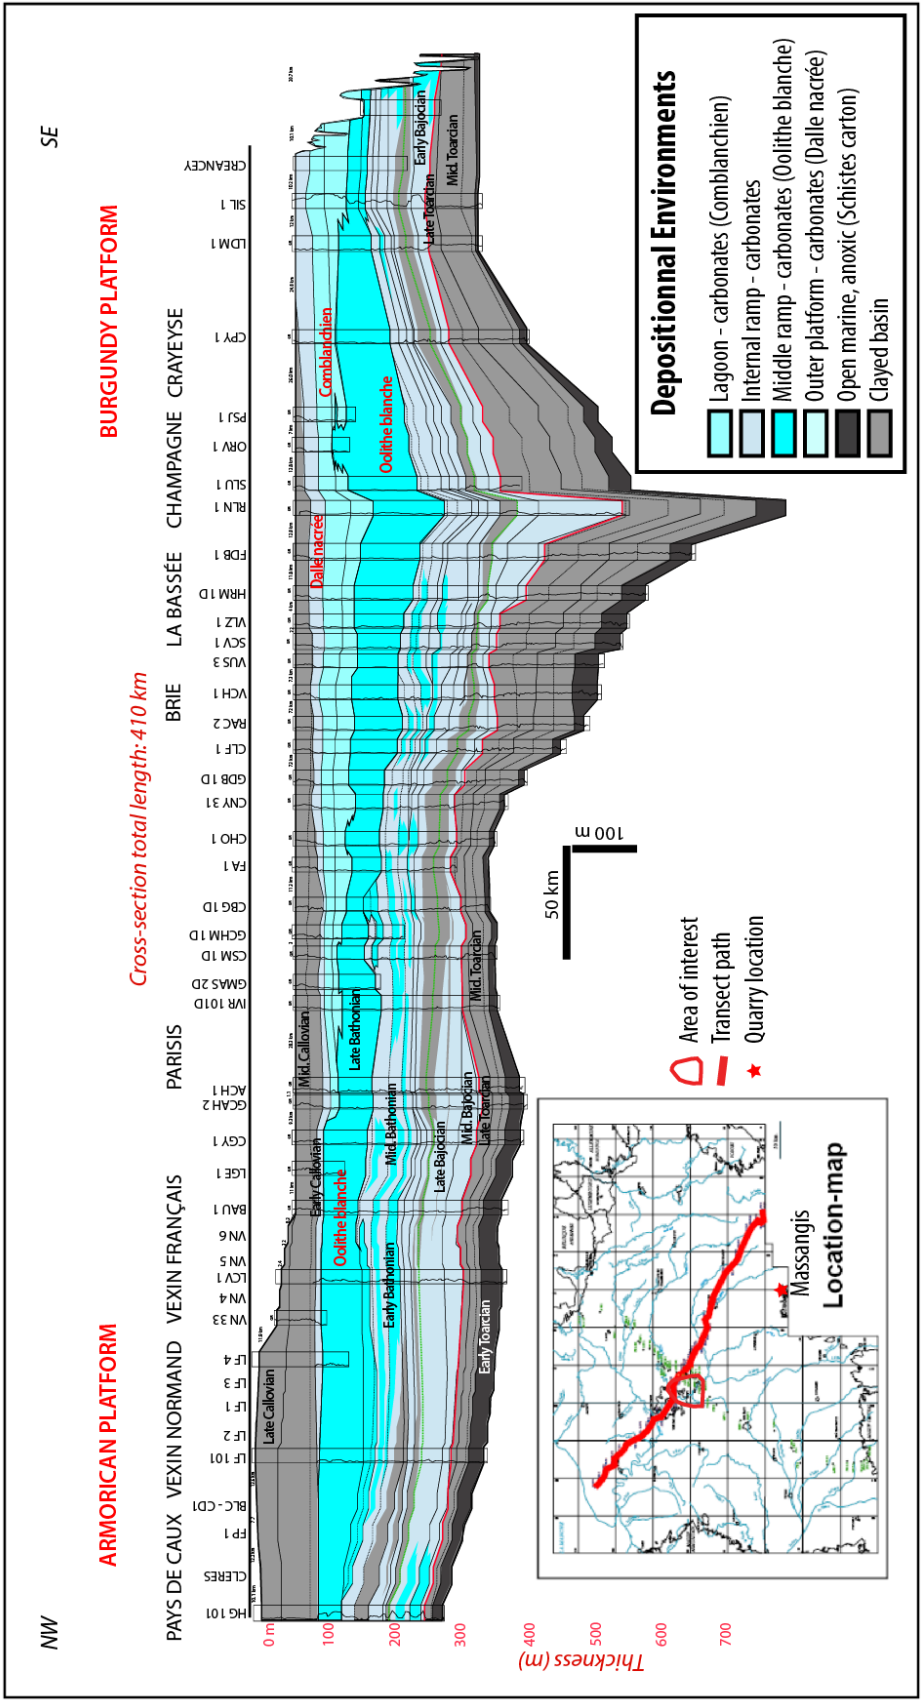 NW
SE
ARMORICAN PLATFORM
BURGUNDY PLATFORM
Cross-section total length: 410 km
PAYS DE CAUX
VEXIN NORMAND
VEXIN FRANÇAIS
PARISIS
BRIE
LA BASSÉE
CHAMPAGNE CRAYEYSE
HG 101
CLERES
FP 1
BLC - CD1
LF 101
LF 2
LF 1
LF 3
LF 4
VN 33
VN 4
LCV 1
VN 5
VN 6
BAU 1
LGE 1
CGY 1
GCAH 2
ACH 1
IVR 101D
GMAS 2D
CSM 1D
GCHM 1D
CBG 1D
FA 1
CHO 1
CNY 31
GDB 1D
CLF 1
RAC 2
VCH 1
VUS 3
SCV 1
VLZ 1
HRM 1D
FDB 1
RLN 1
SLU 1
ORV 1
PS.1
CPY 1
LDM 1
SIL 1
CREANCEY
0 m
100
200
300
400
500
600
700
Thickness (m)
Late Callovian
Early Callovian
Mid. Callovian
Dalle nacrée
Comblanchien
Oolithe blanche
Late Bathonian
Oolithe blanche
Early Bathonian
Mid. Bathonian
Late Bajocian
Mid. Bajocian
Late Toarcian
Early Toarcian
Mid. Toarcian
Late Toarcian
Early Bajocian
Mid. Toarcian
50 km
100 m
Area of interest
Transect path
Quarry location
Massangis
Location-map
Depositionnal Environments
Lagoon - carbonates (Comblanchien)
Internal ramp - carbonates
Middle ramp - carbonates (Oolithe blanche)
Outer platform - carbonates (Dalle nacrée)
Open marine, anoxic (Schistes carton)
Clayed basin